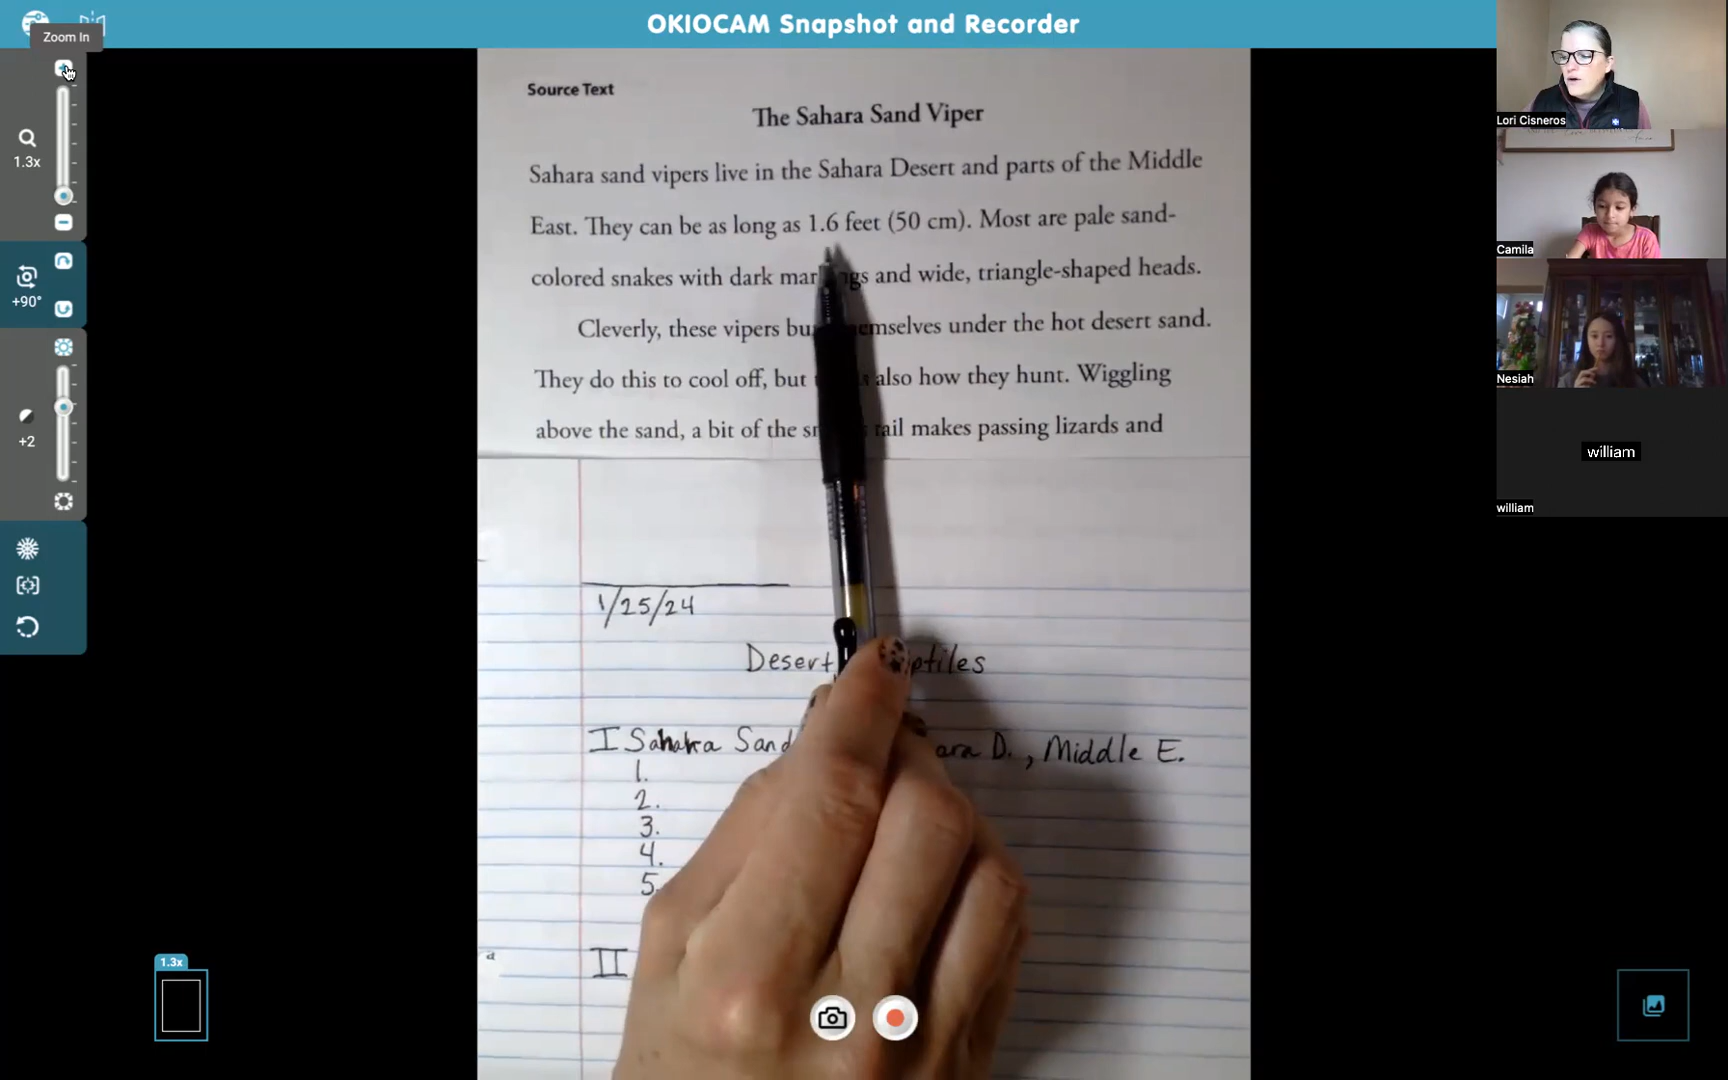 OKIOCAM Snapshot and Recorder
Zoom In
1.3x
+90°
+2
Source Text
The Sahara Sand Viper
Sahara sand vipers live in the Sahara Desert and parts of the Middle
East. They can be as long as 1.6 feet (50 cm). Most are pale sand-
colored snakes with dark and wide, triangle-shaped heads.
Cleverly, these vipers under the hot desert sand.
They do this to cool off, but also how they hunt. Wiggling
above the sand, a bit of the tail makes passing lizards and
1/25/24
Desert
I Sahara Sand D., Middle E.
1.
2.
3.
4.
5.
II
1.3x
Lori Cisneros
Camila
Nesiah
william
william